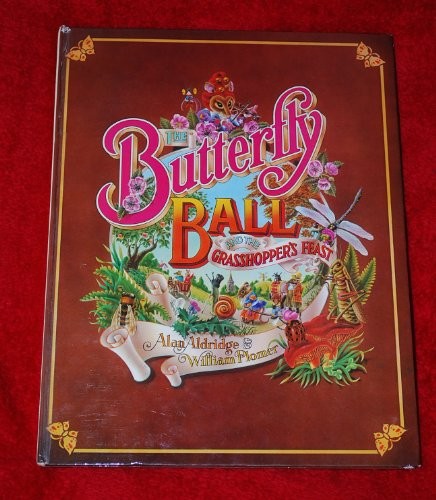 THE
Butterfly
BALL
AND THE
GRASSHOPPER'S FEAST
Alan Aldridge &
William Plomer